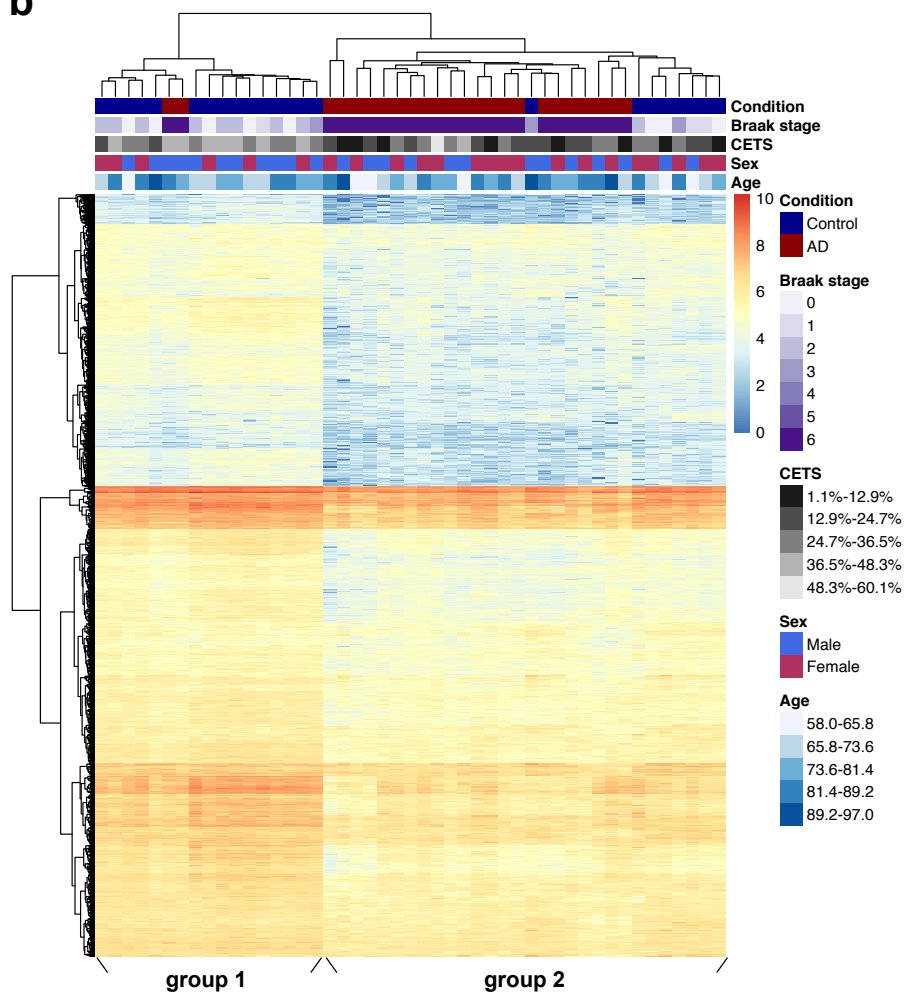 b
Condition
Braak stage
CETS
Sex
Age
10
8
6
4
2
0
Condition
Control
AD
Braak stage
0
1
2
3
4
5
6
CETS
1.1%-12.9%
12.9%-24.7%
24.7%-36.5%
36.5%-48.3%
48.3%-60.1%
Sex
Male
Female
Age
58.0-65.8
65.8-73.6
73.6-81.4
81.4-89.2
89.2-97.0
group 1
group 2